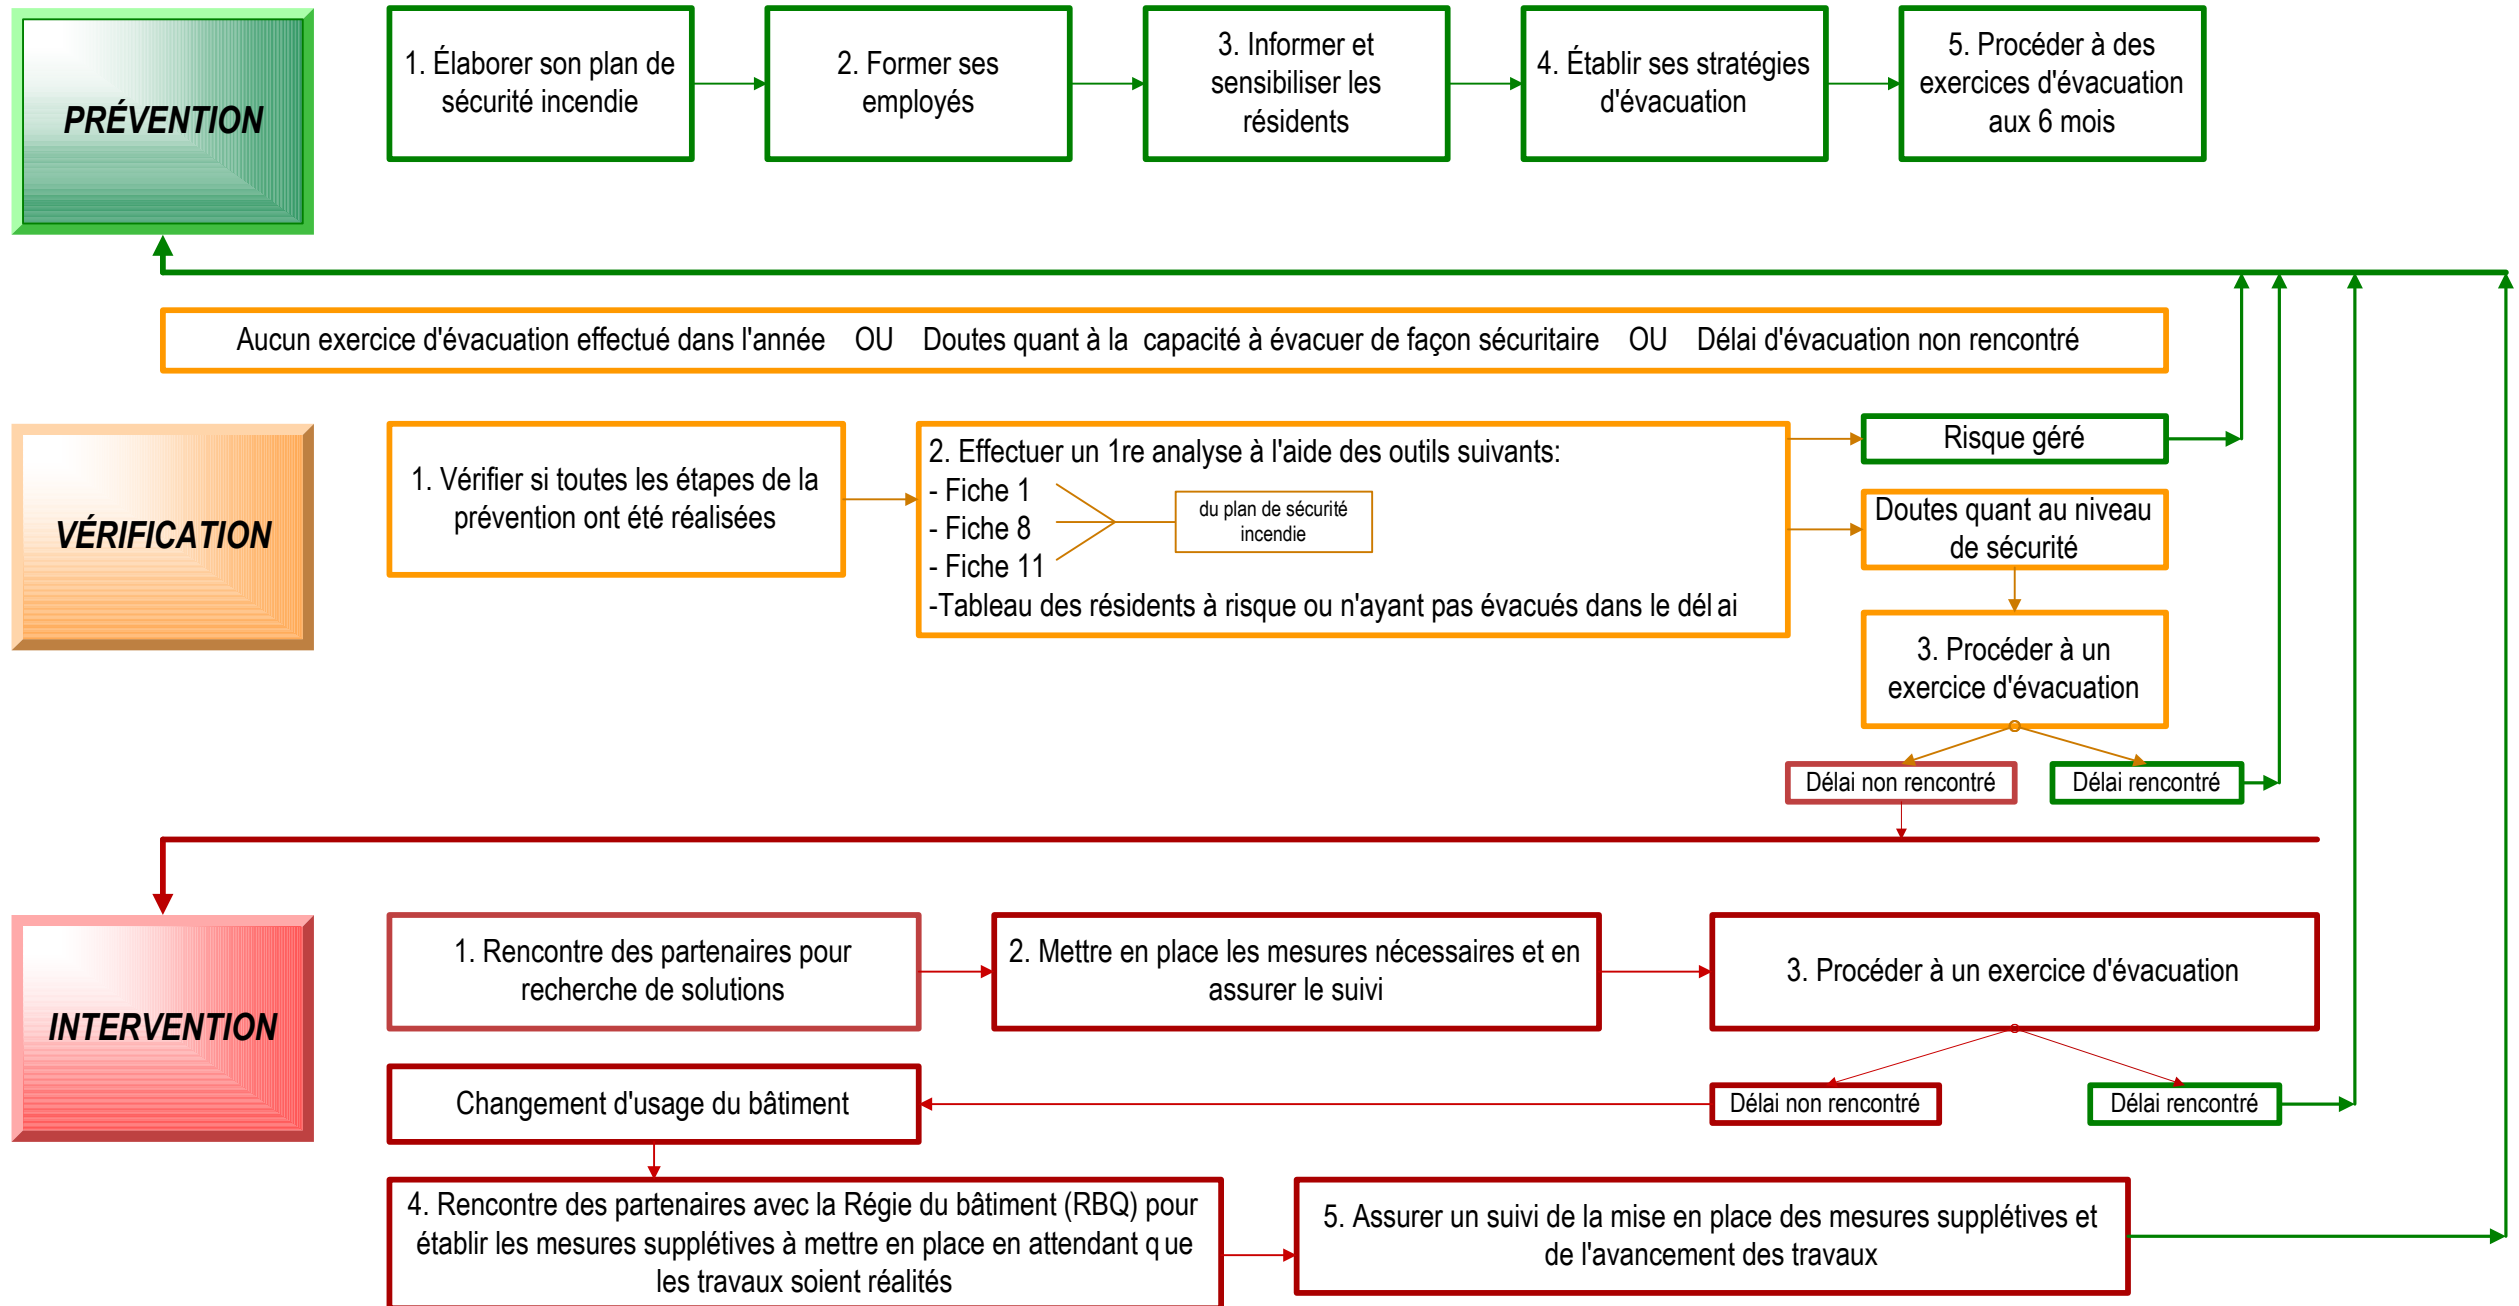 PRÉVENTION
1. Élaborer son plan de
sécurité incendie
2. Former ses
employés
3. Informer et
sensibiliser les
résidents
4. Établir ses stratégies
d'évacuation
5. Procéder à des
exercices d'évacuation
aux 6 mois
Aucun exercice d'évacuation effectué dans l'année OU Doutes quant à la capacité à évacuer de façon sécuritaire OU Délai d'évacuation non rencontré
VÉRIFICATION
1. Vérifier si toutes les étapes de la
prévention ont été réalisées
2. Effectuer un 1re analyse à l'aide des outils suivants:
- Fiche 1
- Fiche 8
- Fiche 11
-Tableau des résidents à risque ou n'ayant pas évacués dans le dél ai
du plan de sécurité
incendie
Risque géré
Doutes quant au niveau
de sécurité
3. Procéder à un
exercice d'évacuation
Délai non rencontré
Délai rencontré
INTERVENTION
1. Rencontre des partenaires pour
recherche de solutions
2. Mettre en place les mesures nécessaires et en
assurer le suivi
3. Procéder à un exercice d'évacuation
Délai non rencontré
Délai rencontré
Changement d'usage du bâtiment
4. Rencontre des partenaires avec la Régie du bâtiment (RBQ) pour
établir les mesures supplétives à mettre en place en attendant q ue
les travaux soient réalités
5. Assurer un suivi de la mise en place des mesures supplétives et
de l'avancement des travaux